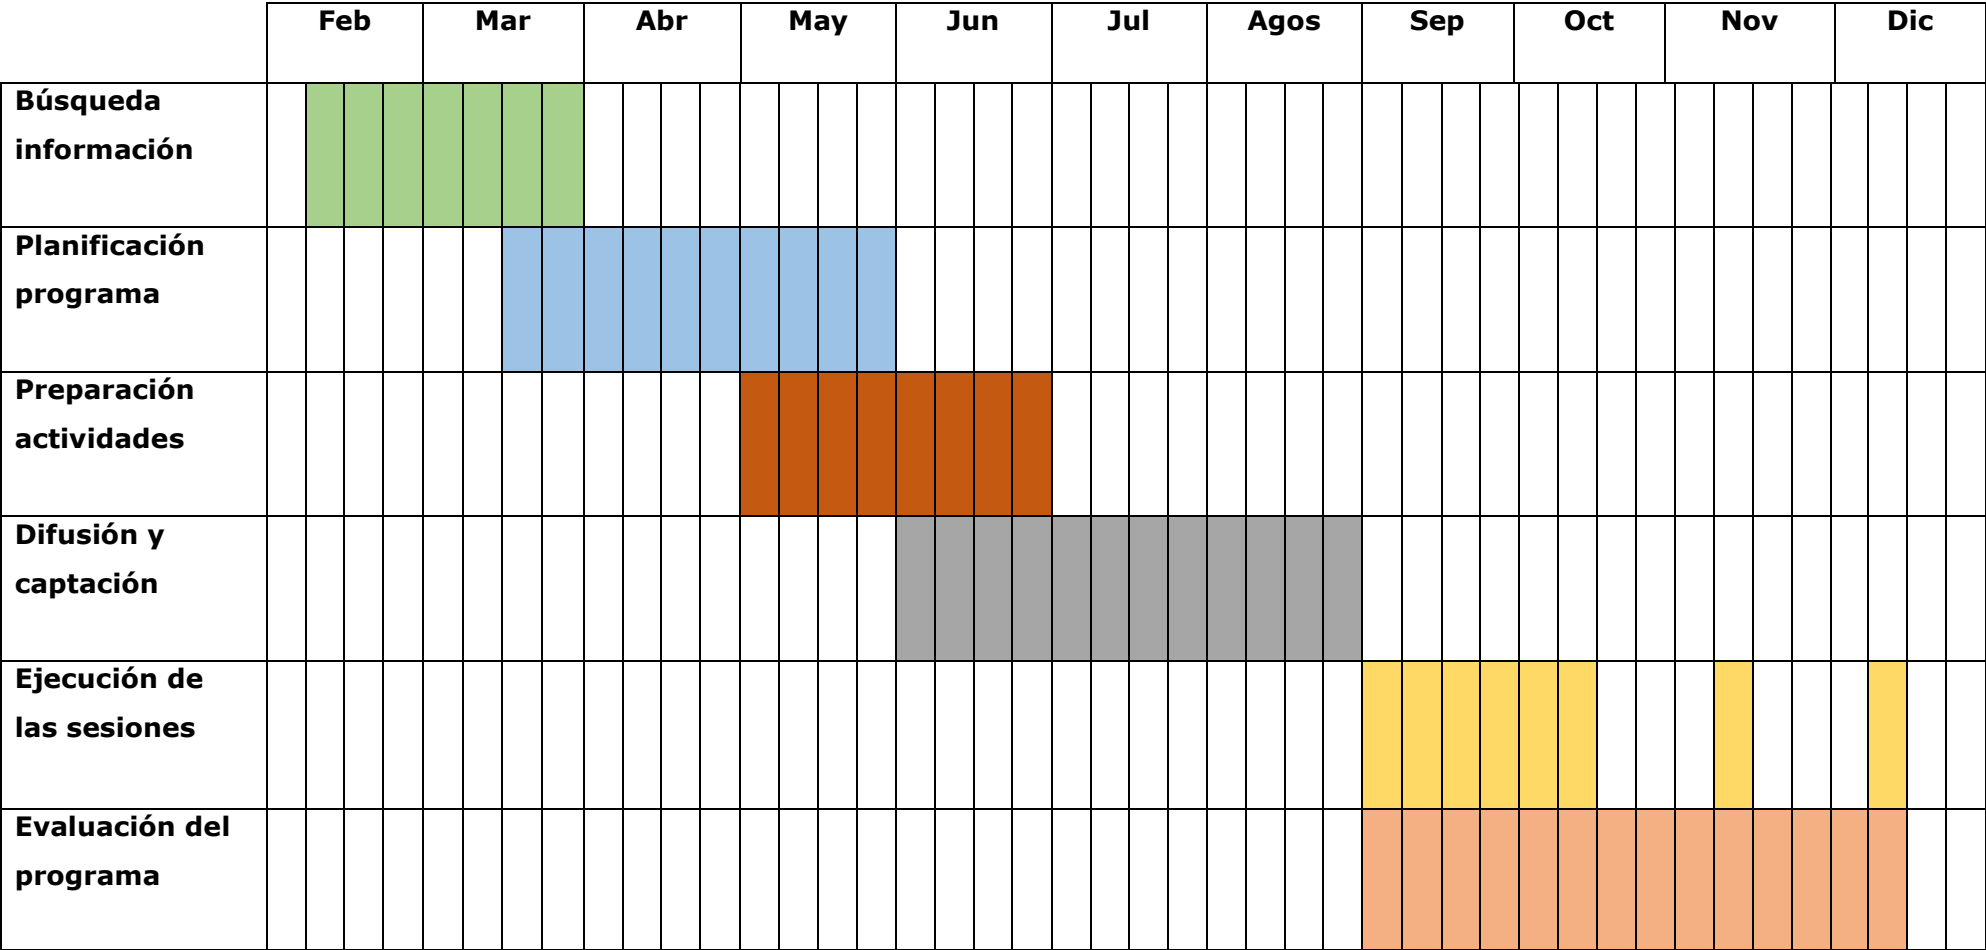 Feb Mar Abr May Jun Jul Agos Sep Oct Nov Dic
Búsqueda
información
Planificación
programa
Preparación
actividades
Difusión y
captación
Ejecución de
las sesiones
Evaluación del
programa